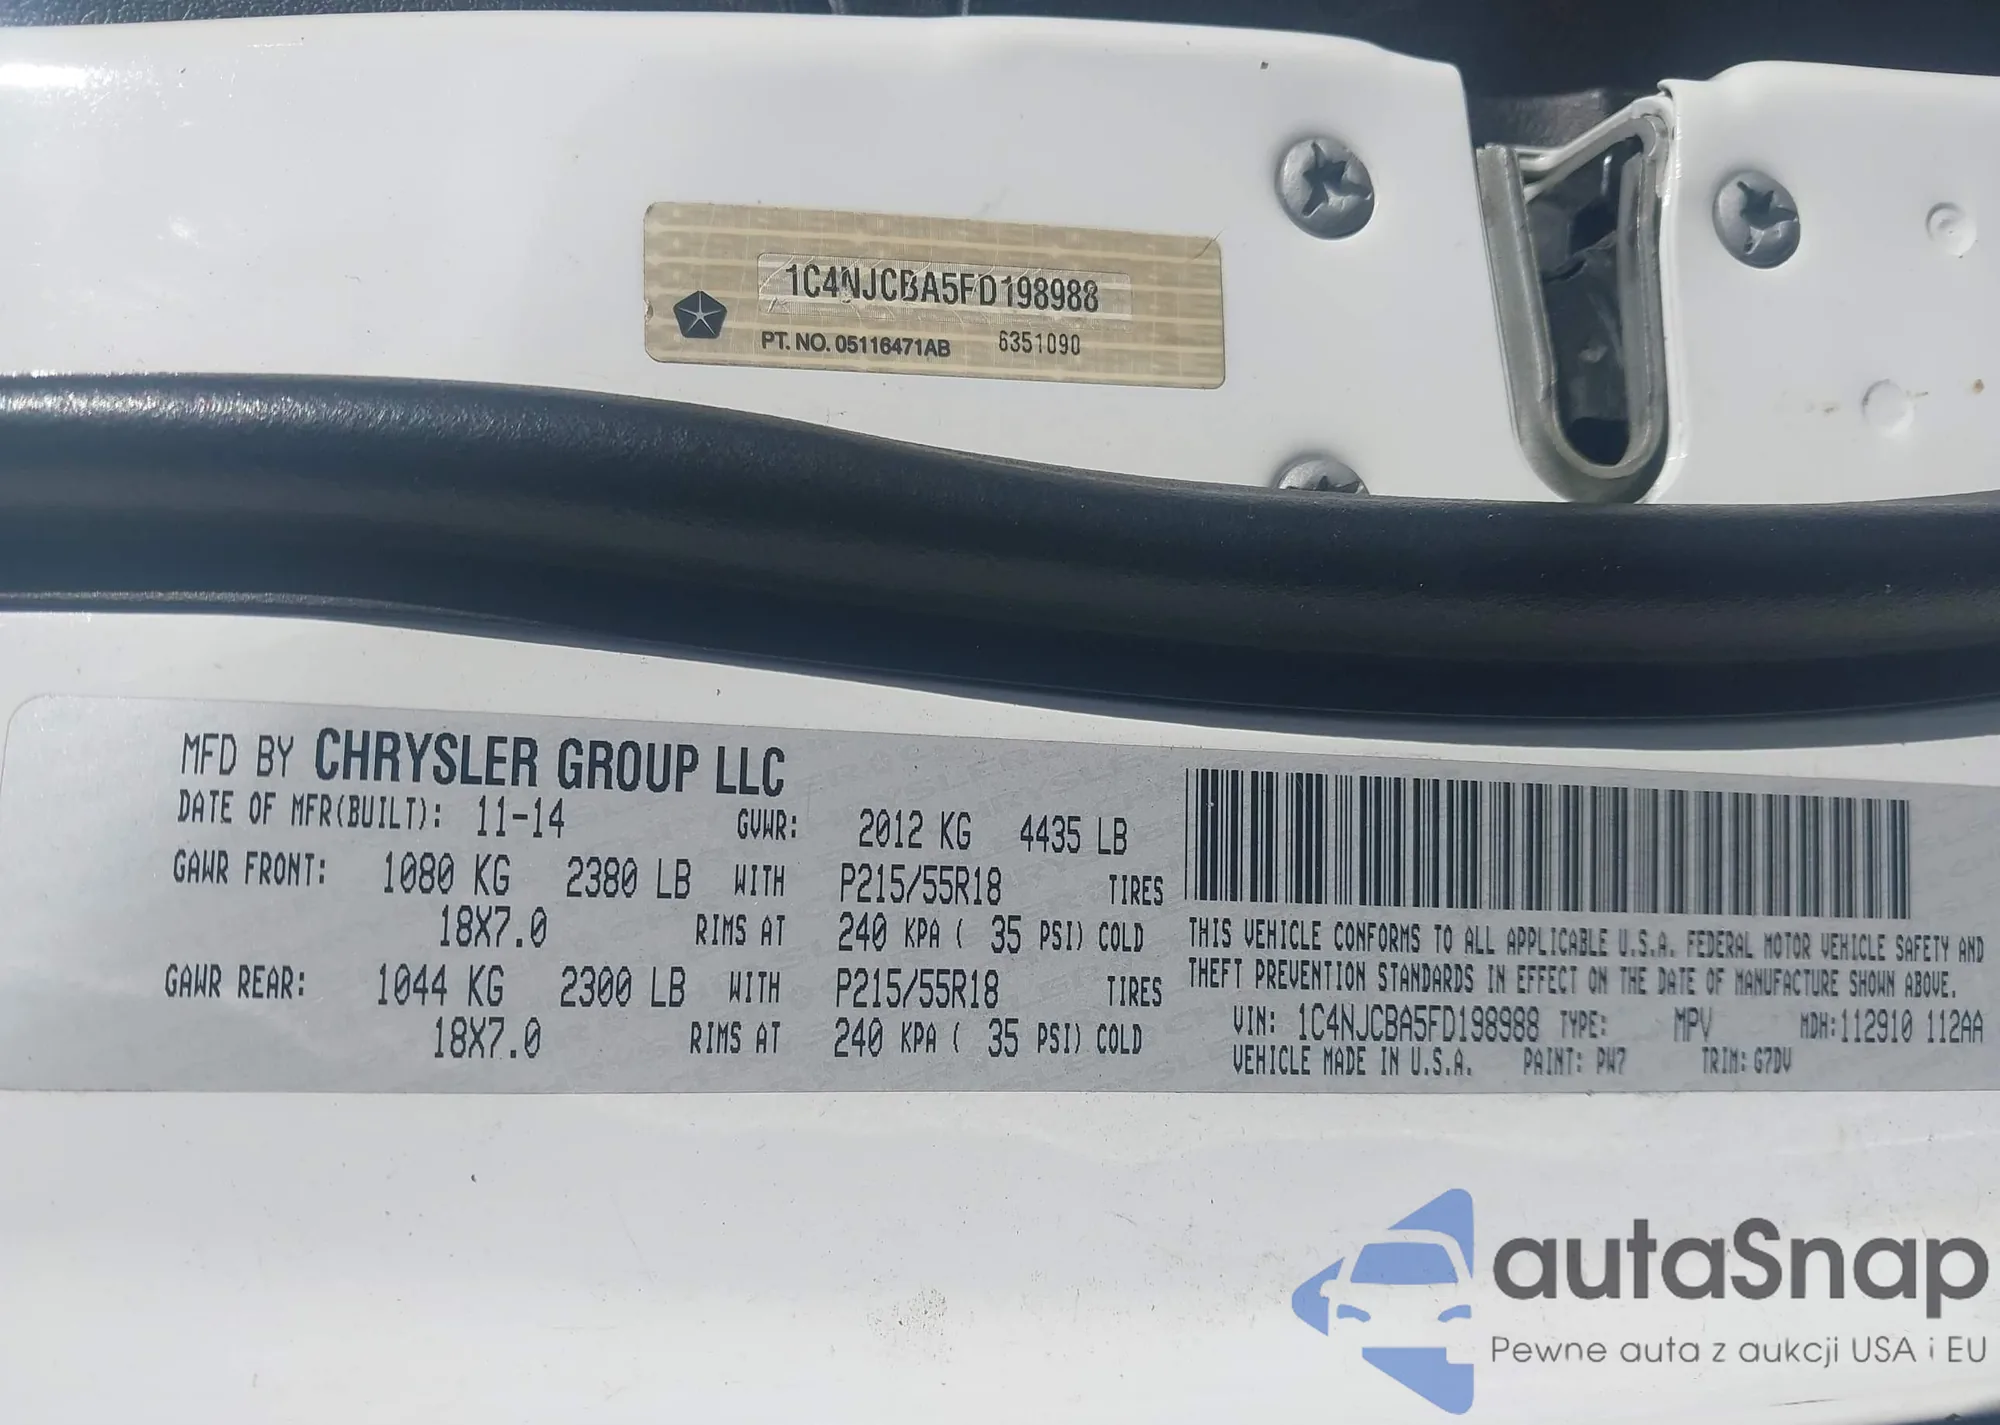 1C4NJCBA5FD198988
PT. NO. 05116471AB 6351090
MFD BY CHRYSLER GROUP LLC
DATE OF MFR(BUILT): 11-14 GVWR: 2012 KG 4435 LB
GAWR FRONT: 1080 KG 2380 LB WITH P215/55R18 TIRES
18X7.0 RIMS AT 240 KPA ( 35 PSI) COLD
GAWR REAR: 1044 KG 2300 LB WITH P215/55R18 TIRES
18X7.0 RIMS AT 240 KPA ( 35 PSI) COLD
THIS VEHICLE CONFORMS TO ALL APPLICABLE U.S.A. FEDERAL MOTOR VEHICLE SAFETY AND
THEFT PREVENTION STANDARDS IN EFFECT ON THE DATE OF MANUFACTURE SHOWN ABOVE.
VIN: 1C4NJCBA5FD198988 TYPE: MPV MDH:112910 112AA
VEHICLE MADE IN U.S.A. PAINT: PW7 TRIM: G7DV
autaSnap
Pewne auta z aukcji USA i EU